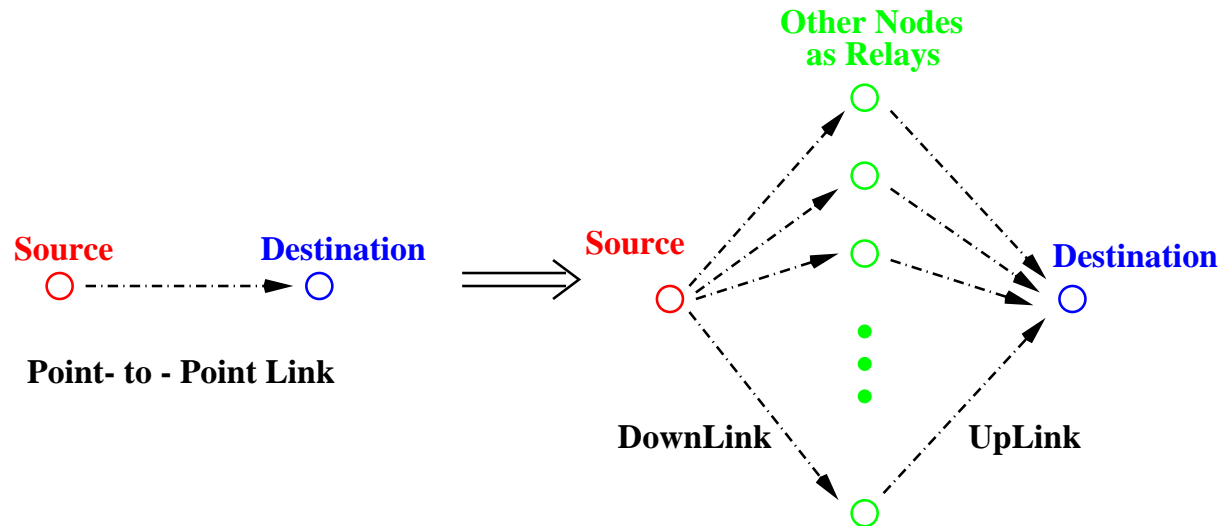 Other Nodes
as Relays
Source
Destination
Source
Destination
Point- to - Point Link
DownLink
UpLink